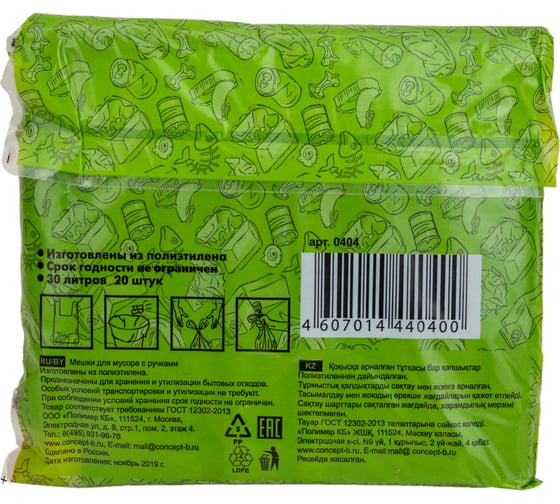 • Изготовлены из полиэтилена
• Срок годности не ограничен
• 30 литров 20 штук
арт. 0404
4 607014 440400
RU/BY Мешки для мусора с ручками
Изготовлены из полиэтилена.
Предназначены для хранения и утилизации бытовых отходов.
Особых условий транспортировки и утилизации не требуют.
При соблюдении условий хранения срок годности не ограничен.
Товар соответствует требованиям ГОСТ 12302-2013
ООО «Полимер КБ», 111524, г. Москва,
Электродная ул, д. 9, стр.1, пом. 2, этаж 4.
Тел.: 8(495) 931-96-76
С-во: www.concept-b.ru, E-mail:mail@concept-b.ru
Сделано в России.
Дата изготовления: ноябрь 2019 г.
PP
EAC
4
LDPE
KZ Қоқысқа арналған тұтқасы бар қапшықтар
Полиэтиленнен дайындалған.
Тұрмыстық қалдықтарды сақтау мен жоюға арналған.
Тасымалдау мен жоюдың ерекше жағдайларын қажет етпейді.
Сақтау шарттары сақталған жағдайда, жарамдылық мерзімі
шектелмеген.
Тауар ГОСТ 12302-2013 талаптарына сәйкес келеді.
«Полимер КБ» ЖШҚ, 111524, Мәскеу қаласы,
Электродная к-сі, N9 үй, 1 құрылыс, 2 үй-жай, 4 қабат.
www.concept-b.ru, E-mail: mail@concept-b.ru
Ресейде жасалған.